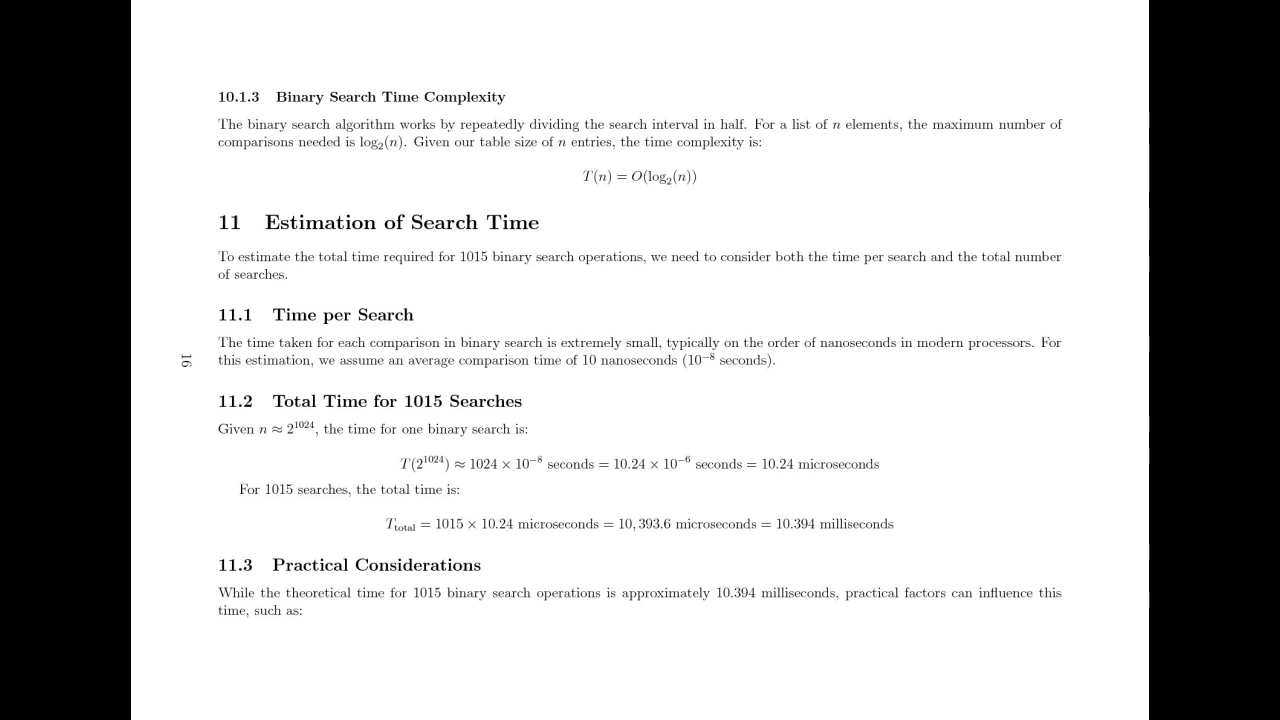 10.1.3 Binary Search Time Complexity
The binary search algorithm works by repeatedly dividing the search interval in half. For a list of n elements, the maximum number of
comparisons needed is log₂(n). Given our table size of n entries, the time complexity is:
T(n) = O(log₂(n))
11 Estimation of Search Time
To estimate the total time required for 1015 binary search operations, we need to consider both the time per search and the total number
of searches.
11.1 Time per Search
The time taken for each comparison in binary search is extremely small, typically on the order of nanoseconds in modern processors. For
this estimation, we assume an average comparison time of 10 nanoseconds (10⁻⁸ seconds).
16
11.2 Total Time for 1015 Searches
Given n ≈ 2¹⁰²⁴, the time for one binary search is:
T(2¹⁰²⁴) ≈ 1024 × 10⁻⁸ seconds = 10.24 × 10⁻⁶ seconds = 10.24 microseconds
For 1015 searches, the total time is:
T_total = 1015 × 10.24 microseconds = 10,393.6 microseconds = 10.394 milliseconds
11.3 Practical Considerations
While the theoretical time for 1015 binary search operations is approximately 10.394 milliseconds, practical factors can influence this
time, such as: